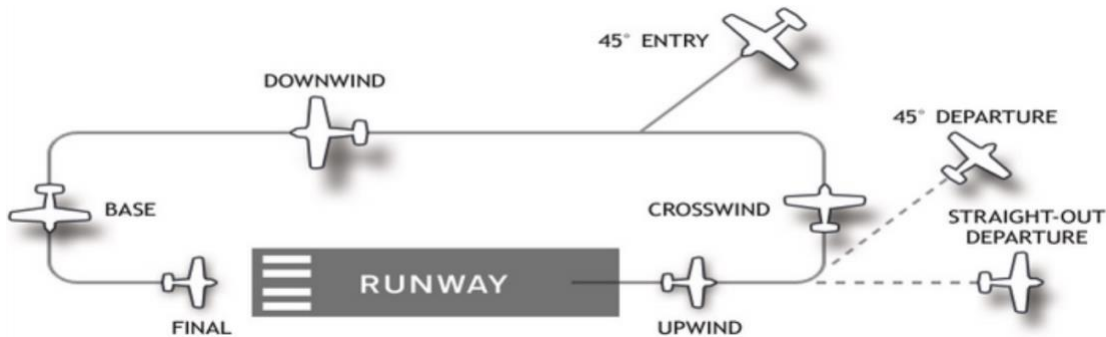 45° ENTRY
DOWNWIND
45° DEPARTURE
BASE
CROSSWIND
STRAIGHT-OUT
DEPARTURE
RUNWAY
FINAL
UPWIND